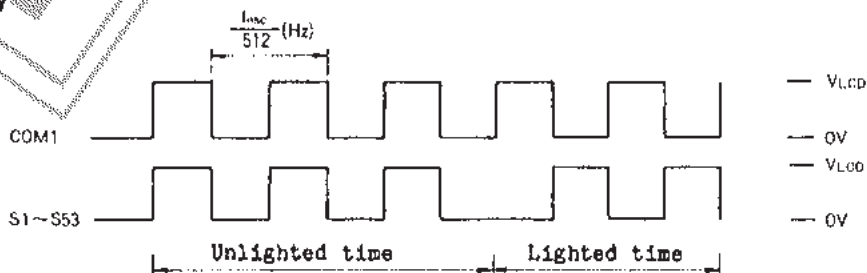 fosc
512 (Hz)
VLCD
COM1
0V
VLCD
S1~S53
0V
Unlighted time
Lighted time